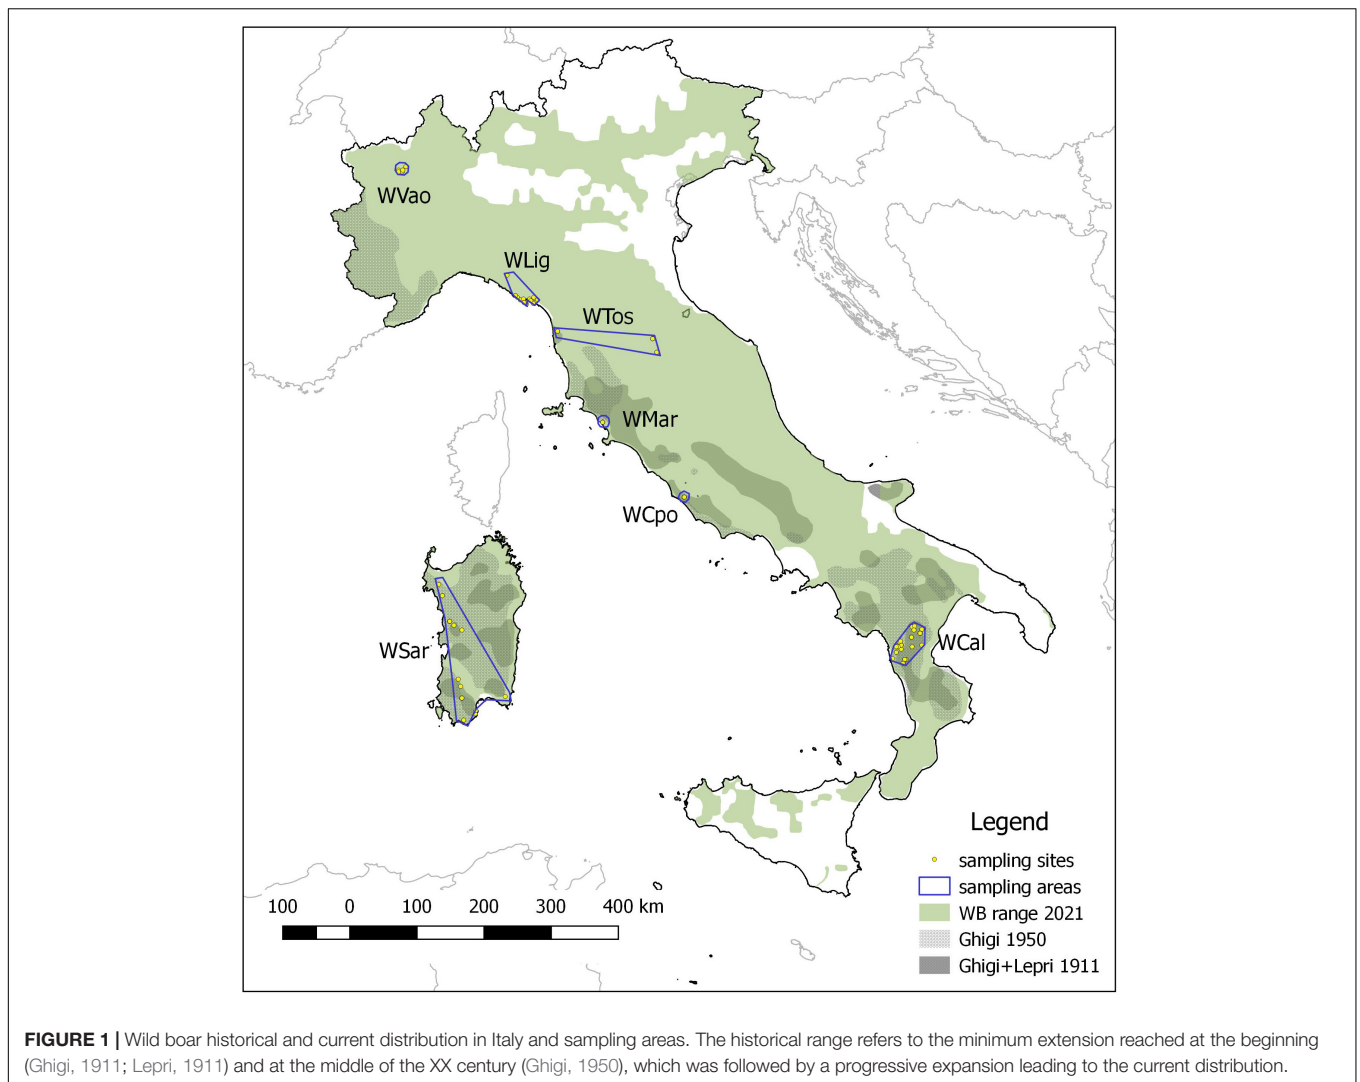 WVao
WLig
WTos
WMar
WCpo
WSar
WCal
Legend
sampling sites
sampling areas
WB range 2021
Ghigi 1950
Ghigi+Lepri 1911
100 0 100 200 300 400 km
FIGURE 1 | Wild boar historical and current distribution in Italy and sampling areas. The historical range refers to the minimum extension reached at the beginning
(Ghigi, 1911; Lepri, 1911) and at the middle of the XX century (Ghigi, 1950), which was followed by a progressive expansion leading to the current distribution.